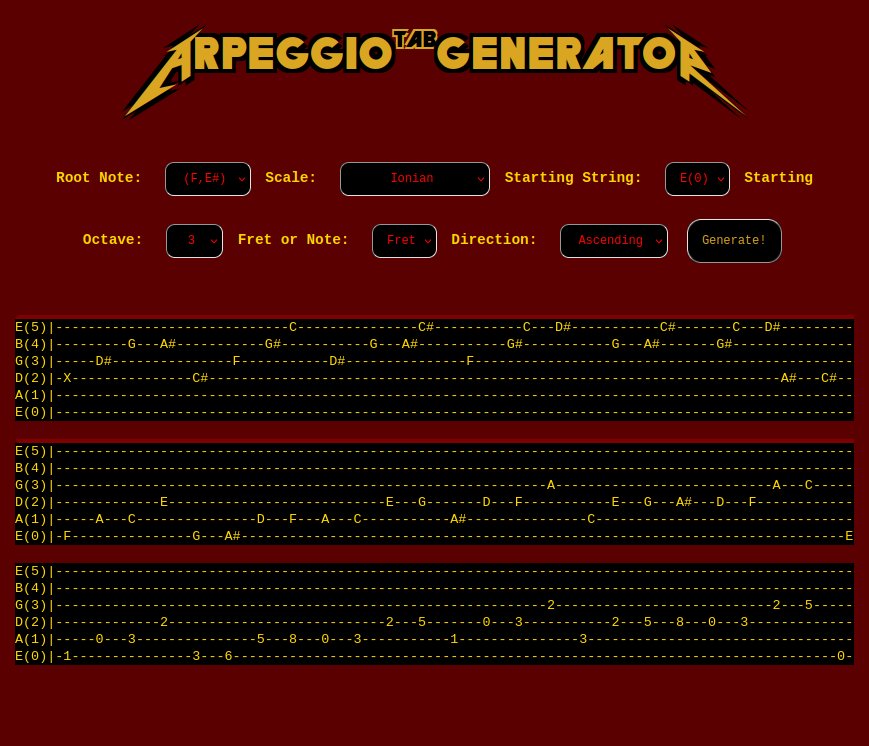 ARPEGGIO TAB GENERATOR
Root Note: (F,E#) Scale: Ionian Starting String: E(0) Starting
Octave: 3 Fret or Note: Fret Direction: Ascending Generate!
E(5)|-----------------------------C---------------C#-----------C---D#-----------C#-------C---D#---------
B(4)|---------G---A#-----------G#-----------G---A#-----------G#-----------G---A#-------G#---------------
G(3)|-----D#---------------F-----------D#---------------F-----------------------------------------------
D(2)|-X---------------C#-----------------------------------------------------------------------A#---C#--
A(1)|---------------------------------------------------------------------------------------------------
E(0)|---------------------------------------------------------------------------------------------------
E(5)|---------------------------------------------------------------------------------------------------
B(4)|---------------------------------------------------------------------------------------------------
G(3)|-------------------------------------------------------------A---------------------------A---C-----
D(2)|-------------E---------------------------E---G-------D---F-----------E---G---A#---D---F------------
A(1)|-----A---C---------------D---F---A---C-----------A#---------------C--------------------------------
E(0)|-F---------------G---A#---------------------------------------------------------------------------E
E(5)|---------------------------------------------------------------------------------------------------
B(4)|---------------------------------------------------------------------------------------------------
G(3)|-------------------------------------------------------------2---------------------------2---5-----
D(2)|-------------2---------------------------2---5-------0---3-----------2---5---8---0---3-------------
A(1)|-----0---3---------------5---8---0---3-----------1---------------3---------------------------------
E(0)|-1---------------3---6---------------------------------------------------------------------------0-